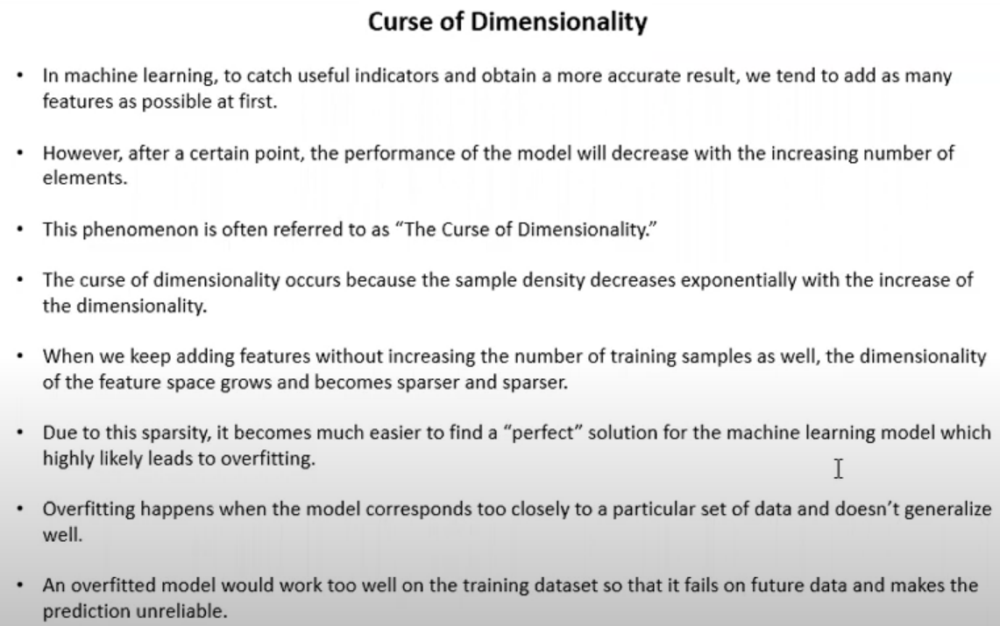 Curse of Dimensionality
• In machine learning, to catch useful indicators and obtain a more accurate result, we tend to add as many
features as possible at first.
• However, after a certain point, the performance of the model will decrease with the increasing number of
elements.
• This phenomenon is often referred to as “The Curse of Dimensionality.”
• The curse of dimensionality occurs because the sample density decreases exponentially with the increase of
the dimensionality.
• When we keep adding features without increasing the number of training samples as well, the dimensionality
of the feature space grows and becomes sparser and sparser.
• Due to this sparsity, it becomes much easier to find a “perfect” solution for the machine learning model which
highly likely leads to overfitting.
• Overfitting happens when the model corresponds too closely to a particular set of data and doesn’t generalize
well.
• An overfitted model would work too well on the training dataset so that it fails on future data and makes the
prediction unreliable.